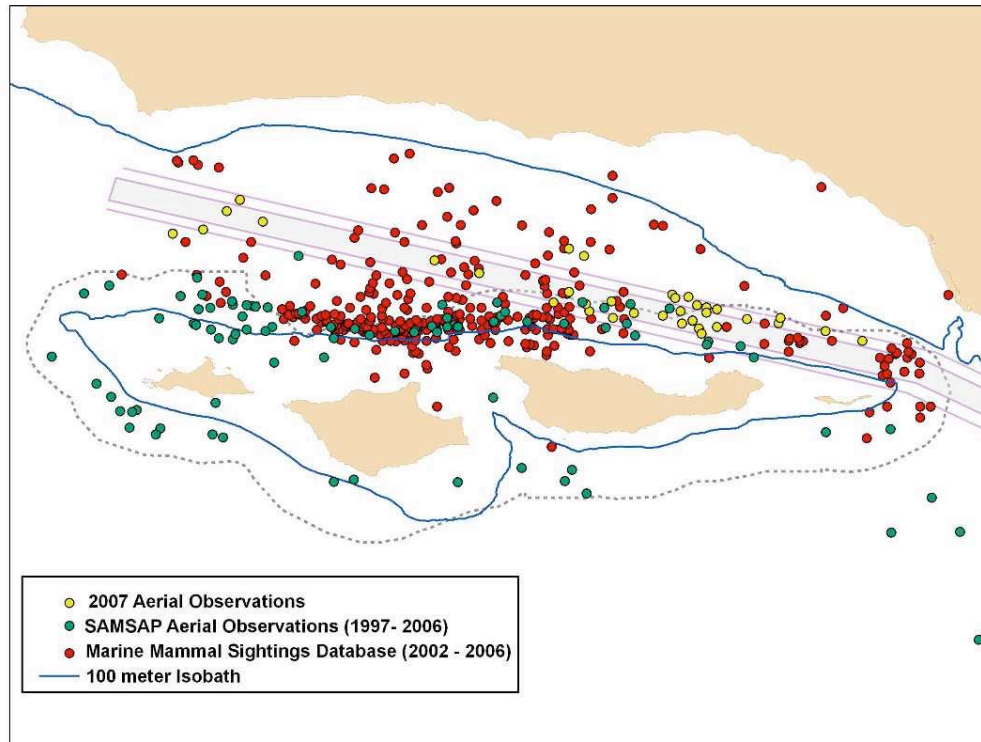 2007 Aerial Observations
SAMSAP Aerial Observations (1997- 2006)
Marine Mammal Sightings Database (2002 - 2006)
100 meter Isobath